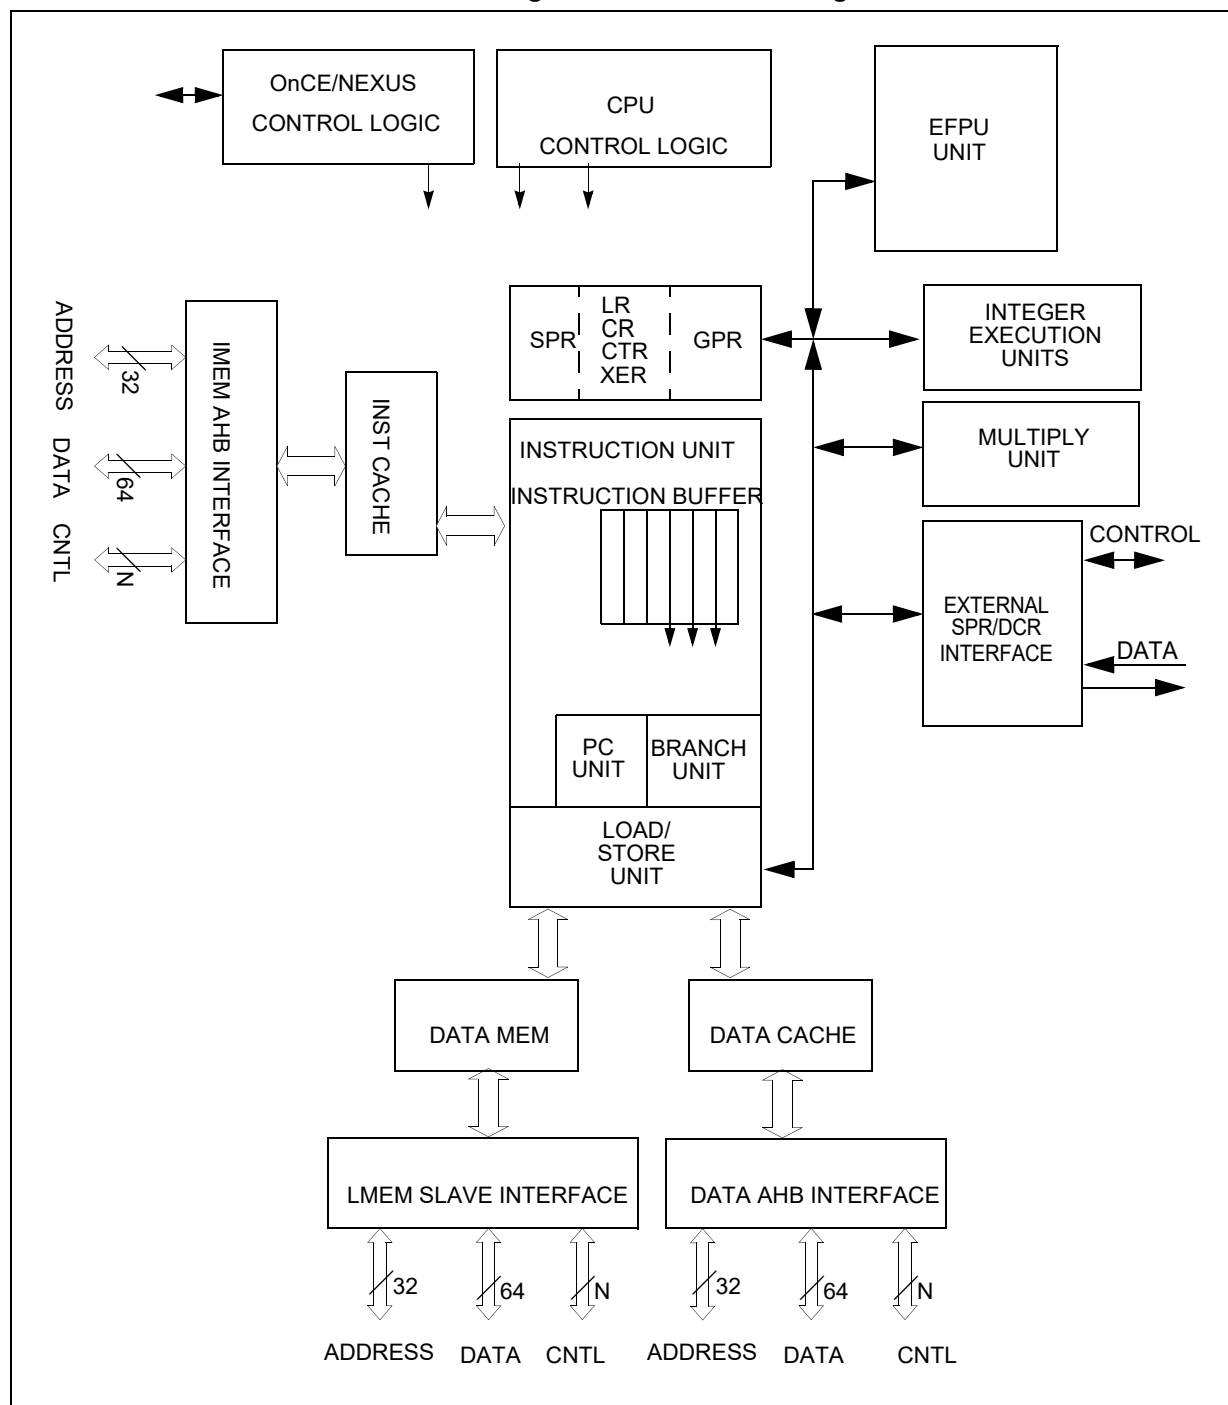 OnCE/NEXUS
CONTROL LOGIC
CPU
CONTROL LOGIC
EFPU
UNIT
SPR
LR
CR
CTR
XER
GPR
INTEGER
EXECUTION
UNITS
MULTIPLY
UNIT
EXTERNAL
SPR/DCR
INTERFACE
CONTROL
DATA
ADDRESS
32
DATA
64
CNTL
N
IMEM AHB INTERFACE
INST CACHE
INSTRUCTION UNIT
INSTRUCTION BUFFER
PC
UNIT
BRANCH
UNIT
LOAD/
STORE
UNIT
DATA MEM
DATA CACHE
LMEM SLAVE INTERFACE
DATA AHB INTERFACE
32
64
N
32
64
N
ADDRESS
DATA
CNTL
ADDRESS
DATA
CNTL